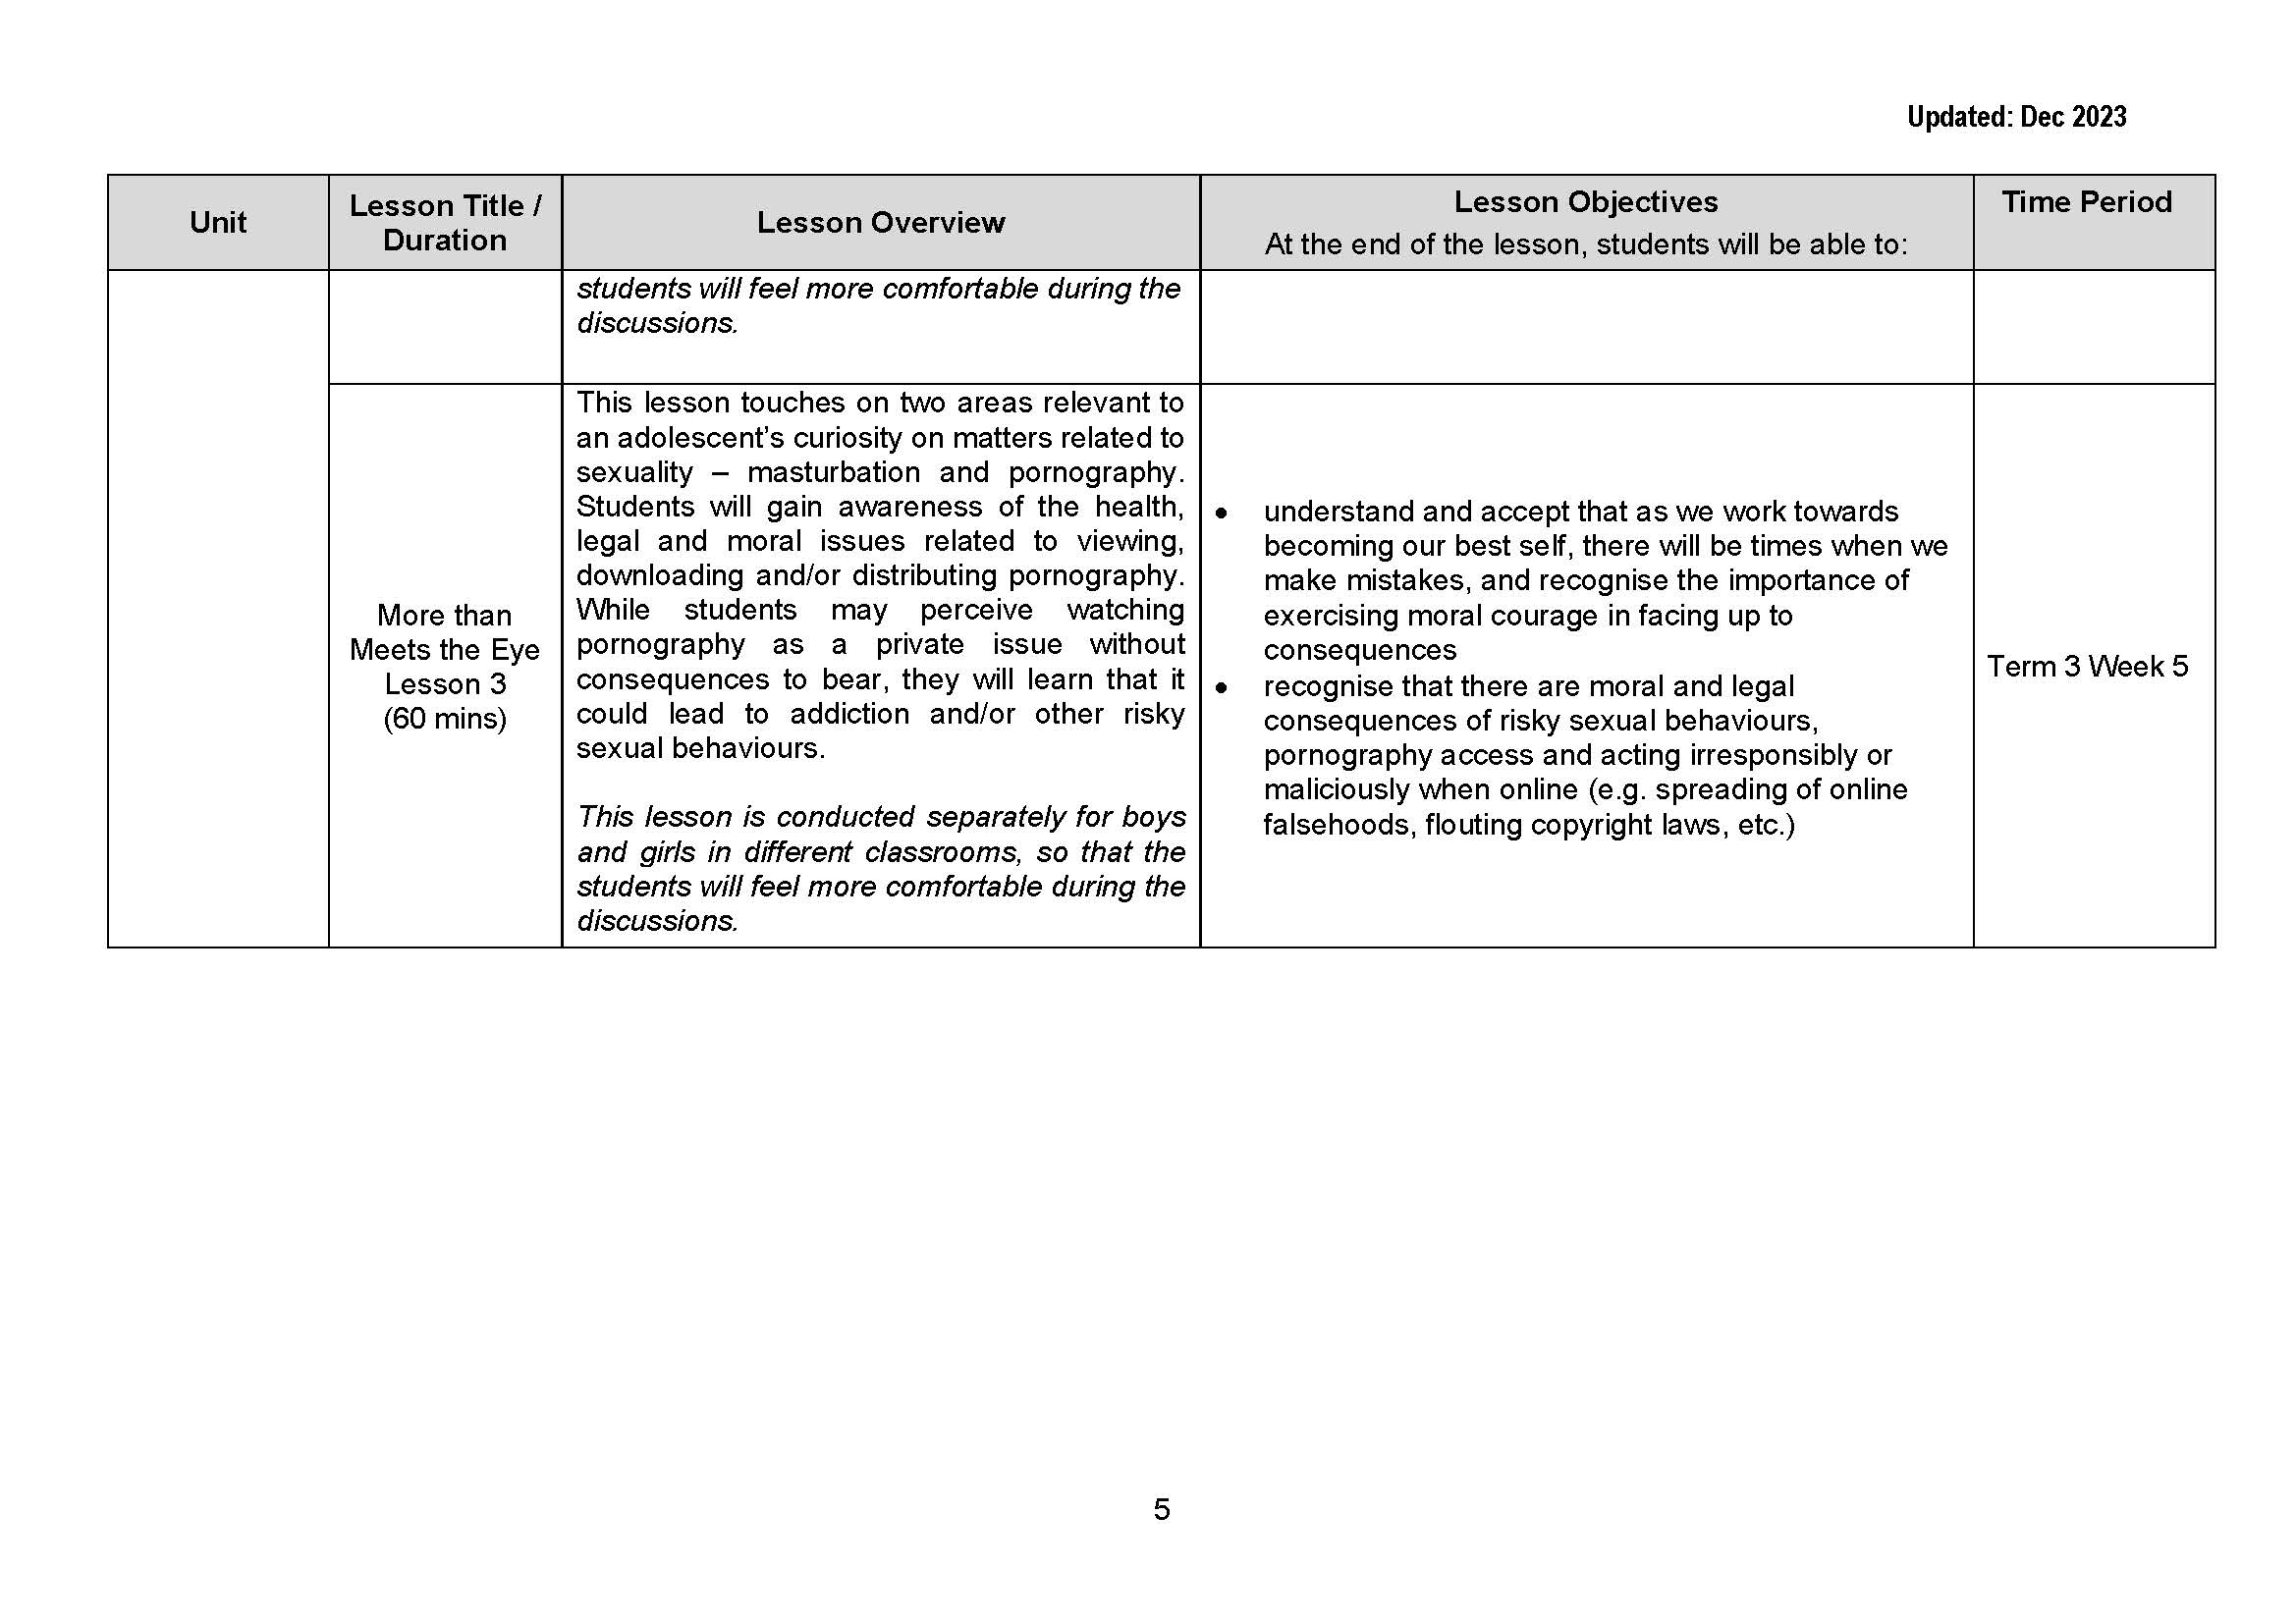 Updated: Dec 2023
Unit
Lesson Title /
Duration
Lesson Overview
Lesson Objectives
At the end of the lesson, students will be able to:
Time Period
students will feel more comfortable during the
discussions.
More than
Meets the Eye
Lesson 3
(60 mins)
This lesson touches on two areas relevant to
an adolescent’s curiosity on matters related to
sexuality – masturbation and pornography.
Students will gain awareness of the health,
legal and moral issues related to viewing,
downloading and/or distributing pornography.
While students may perceive watching
pornography as a private issue without
consequences to bear, they will learn that it
could lead to addiction and/or other risky
sexual behaviours.
This lesson is conducted separately for boys
and girls in different classrooms, so that the
students will feel more comfortable during the
discussions.
• understand and accept that as we work towards
becoming our best self, there will be times when we
make mistakes, and recognise the importance of
exercising moral courage in facing up to
consequences
• recognise that there are moral and legal
consequences of risky sexual behaviours,
pornography access and acting irresponsibly or
maliciously when online (e.g. spreading of online
falsehoods, flouting copyright laws, etc.)
Term 3 Week 5
5